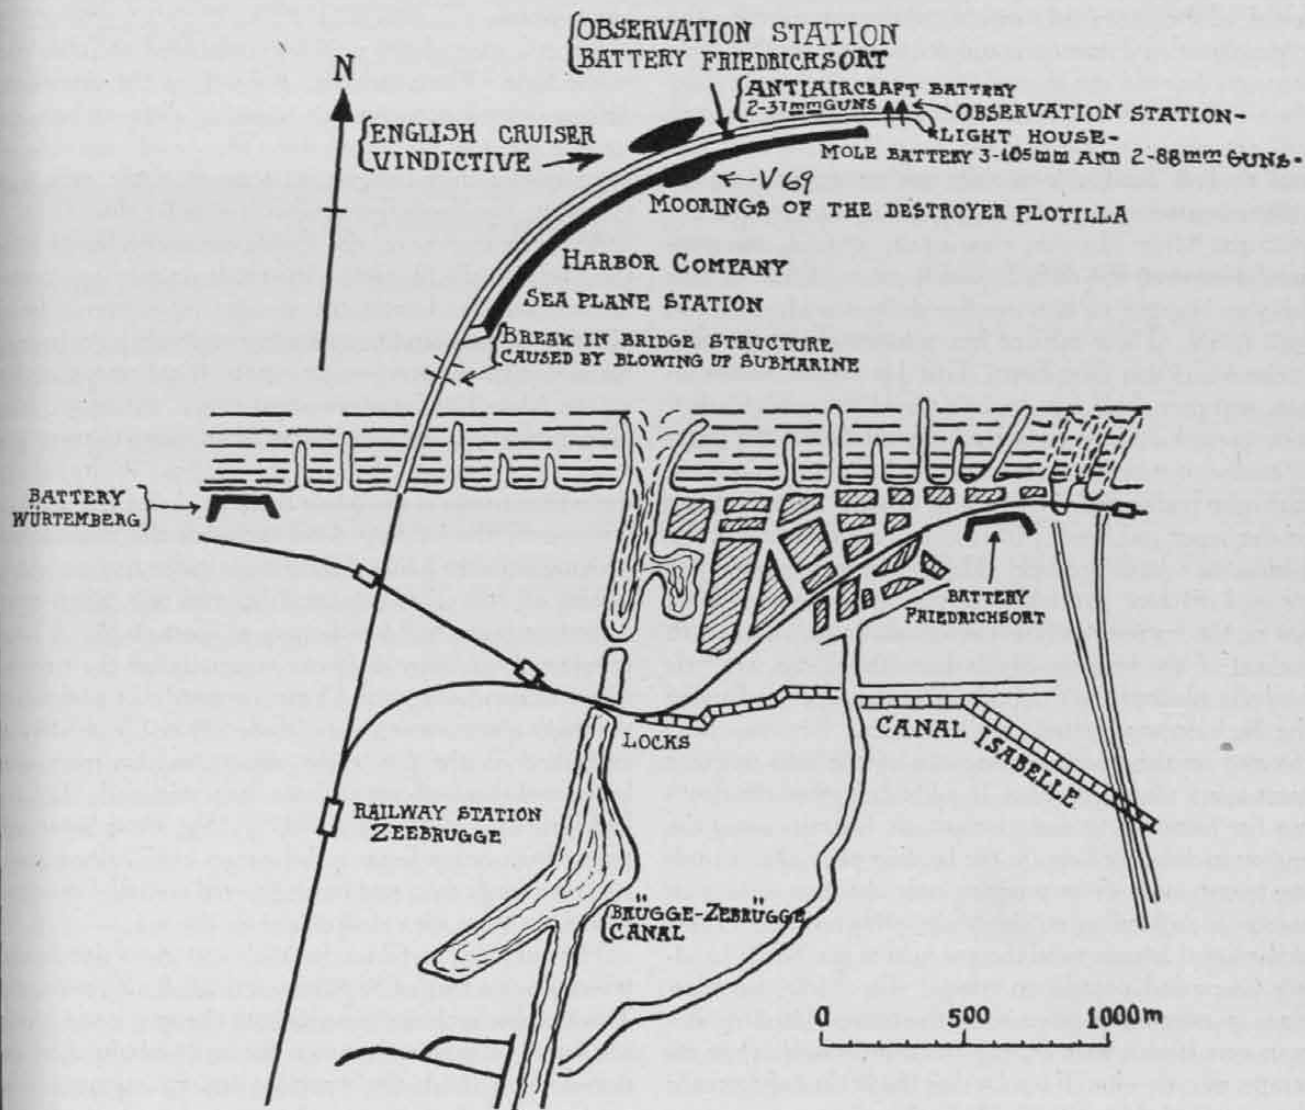 OBSERVATION STATION
BATTERY FRIEDRICKSORT
N
ANTIAIRCRAFT BATTERY
2-37mm GUNS
ENGLISH CRUISER
VINDICTIVE
OBSERVATION STATION-
LIGHT HOUSE-
MOLE BATTERY 3-105mm AND 2-88mm GUNS-
V69
MOORINGS OF THE DESTROYER FLOTILLA
HARBOR COMPANY
SEA PLANE STATION
BREAK IN BRIDGE STRUCTURE
CAUSED BY BLOWING UP SUBMARINE
BATTERY
WÜRTEMBERG
BATTERY
FRIEDRICHSORT
LOCKS
CANAL ISABELLE
RAILWAY STATION
ZEEBRUGGE
BRÜGGE-ZEBRÜGGE
CANAL
0 500 1000m